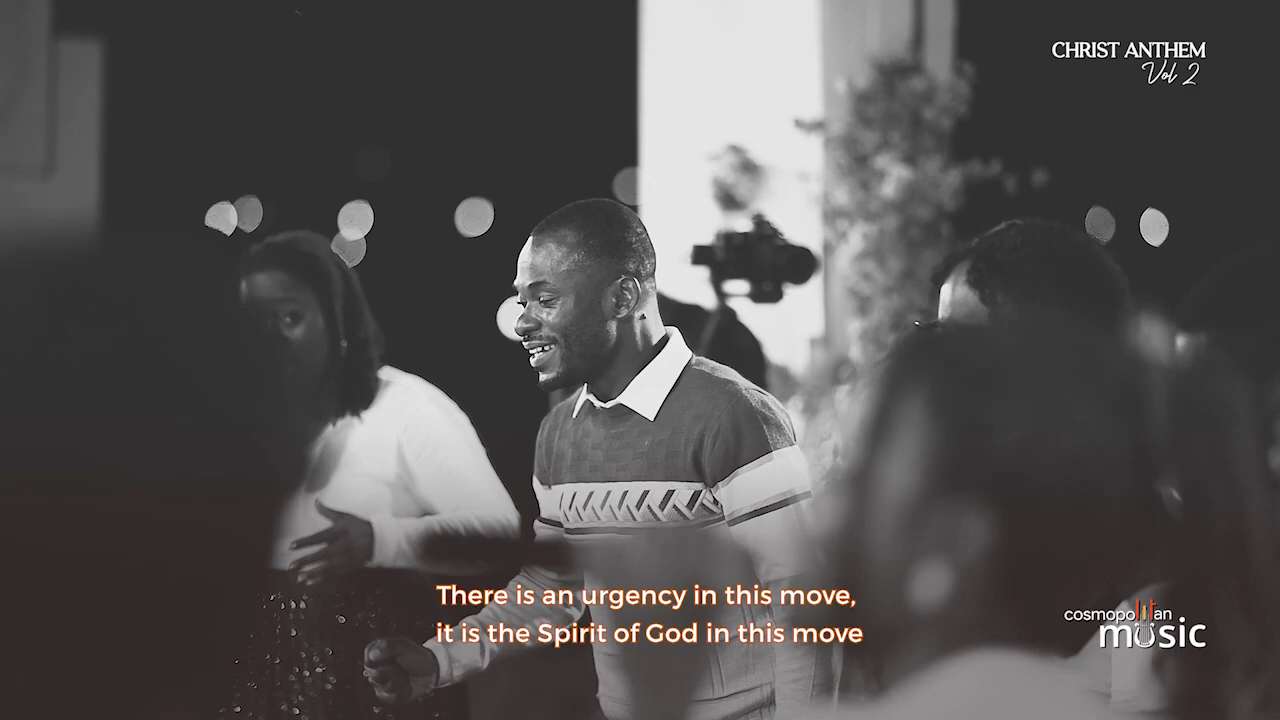 CHRIST ANTHEM
Vol 2
There is an urgency in this move,
it is the Spirit of God in this move
cosmopolitan
music